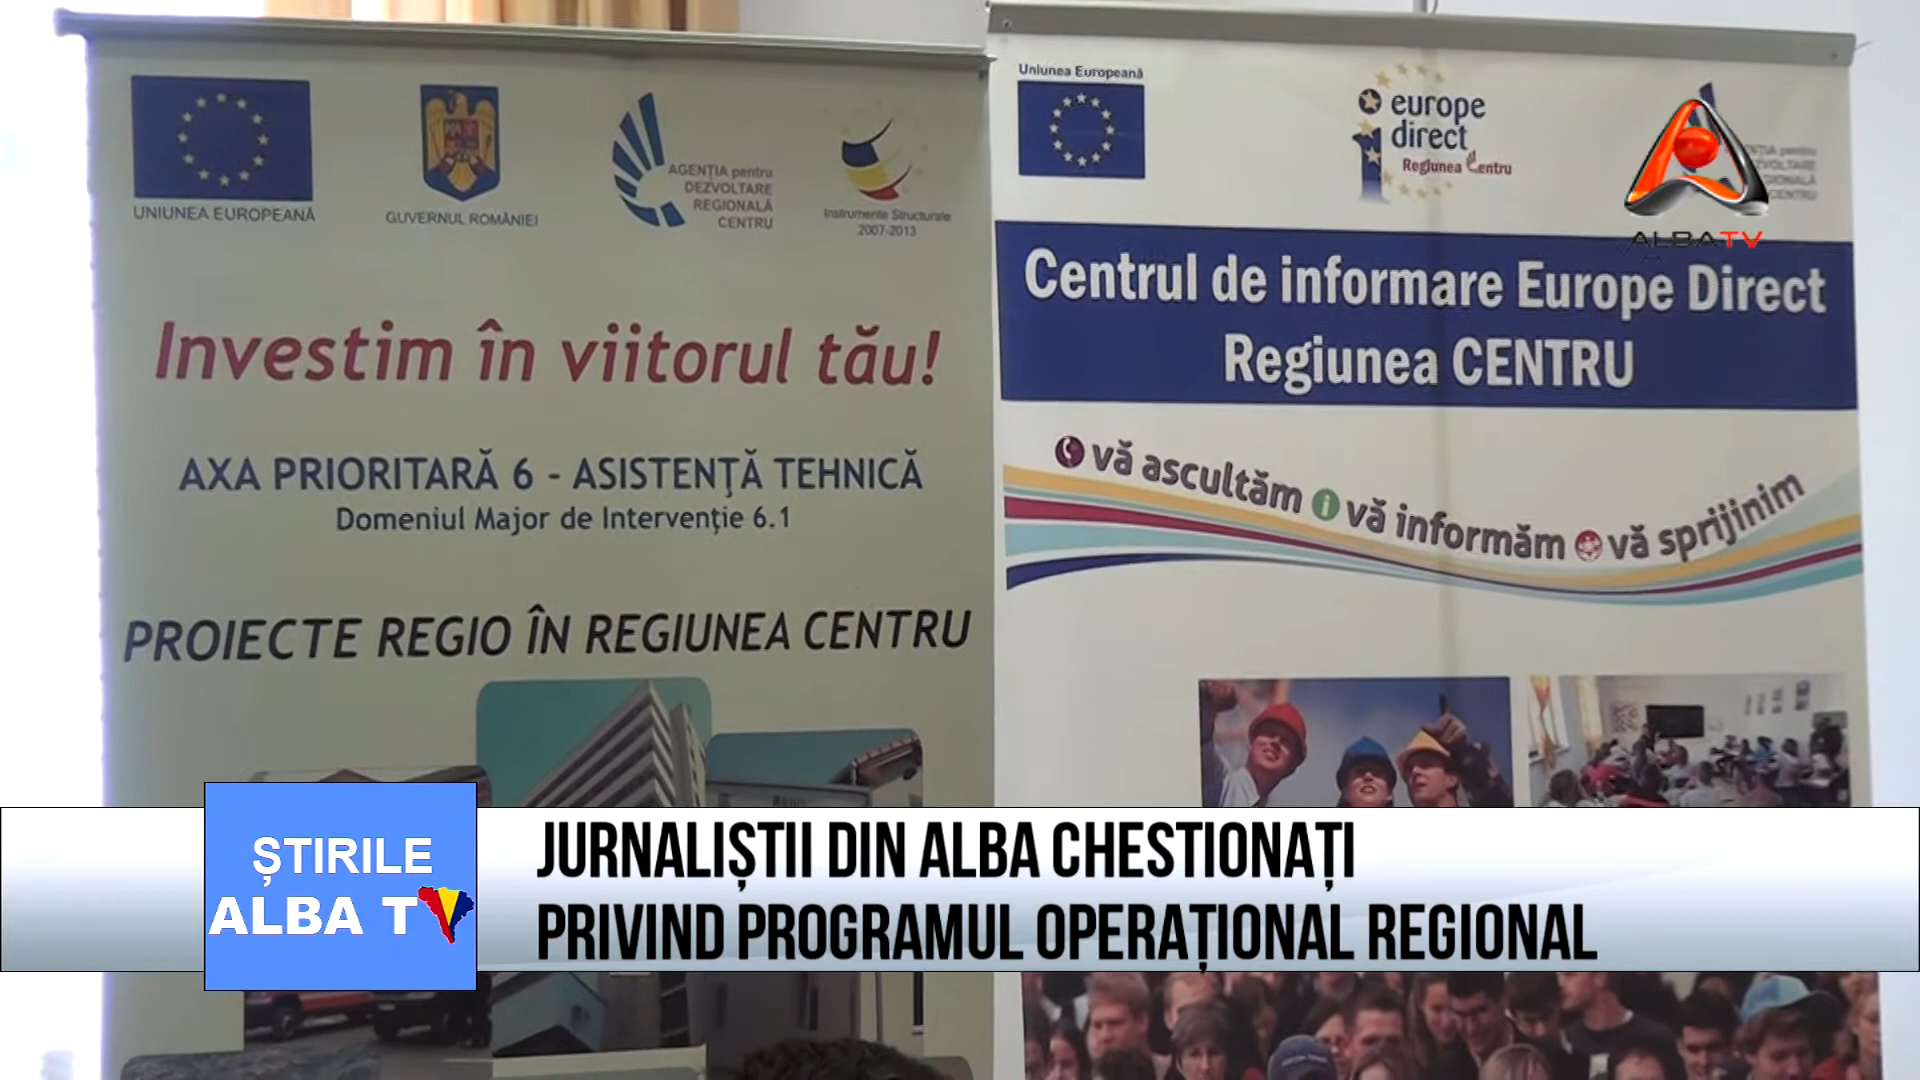 UNIUNEA EUROPEANĂ
GUVERNUL ROMÂNIEI
AGENȚIA pentru
DEZVOLTARE
REGIONALĂ
CENTRU
Instrumente Structurale
2007-2013
Investim în viitorul tău!
AXA PRIORITARĂ 6 - ASISTENŢĂ TEHNICĂ
Domeniul Major de Intervenţie 6.1
PROIECTE REGIO ÎN REGIUNEA CENTRU
Uniunea Europeană
europe
direct
Regiunea Centru
ALBA TV
Centrul de informare Europe Direct
Regiunea CENTRU
vă ascultăm i vă informăm vă sprijinim
ȘTIRILE
ALBA TV
JURNALIȘTII DIN ALBA CHESTIONAȚI
PRIVIND PROGRAMUL OPERAȚIONAL REGIONAL